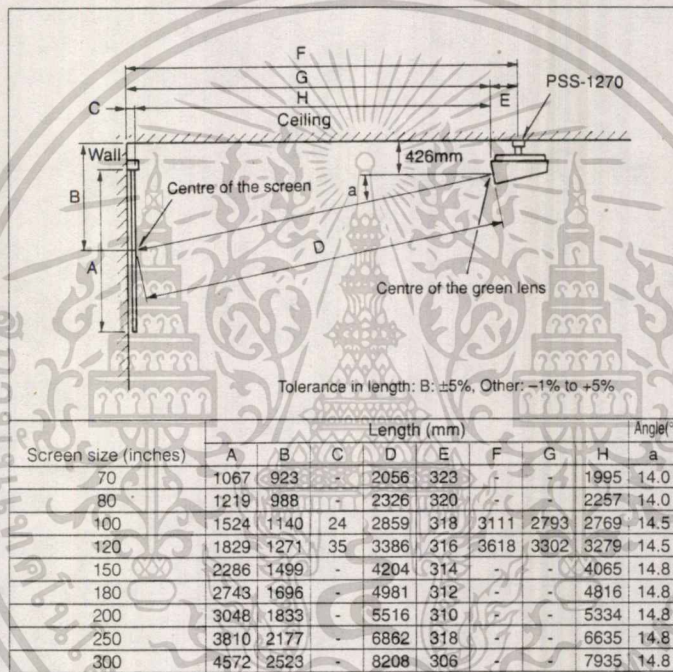 F
G
H
E
C
Ceiling
PSS-1270
Wall
426mm
a
Centre of the screen
B
A
D
Centre of the green lens
Tolerance in length: B: ±5%, Other: –1% to +5%
Length (mm) Angle(°
Screen size (inches) A B C D E F G H a
70 1067 923 - 2056 323 - - 1995 14.0
80 1219 988 - 2326 320 - - 2257 14.0
100 1524 1140 24 2859 318 3111 2793 2769 14.5
120 1829 1271 35 3386 316 3618 3302 3279 14.5
150 2286 1499 - 4204 314 - - 4065 14.8
180 2743 1696 - 4981 312 - - 4816 14.8
200 3048 1833 - 5516 310 - - 5334 14.8
250 3810 2177 - 6862 318 - - 6635 14.8
300 4572 2523 - 8208 306 - - 7935 14.8